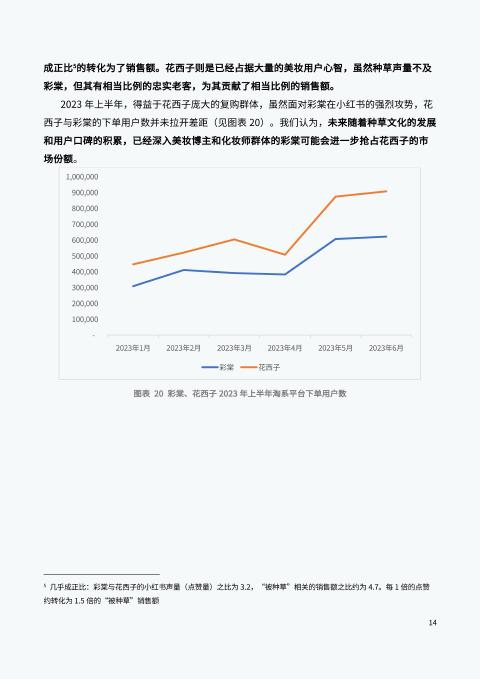 成正比⁵的转化为了销售额。花西子则是已经占据大量的美妆用户心智，虽然种草声量不及
彩棠，但其有相当比例的忠实老客，为其贡献了相当比例的销售额。
2023 年上半年，得益于花西子庞大的复购群体，虽然面对彩棠在小红书的强烈攻势，花
西子与彩棠的下单用户数并未拉开差距（见图表 20）。我们认为，未来随着种草文化的发展
和用户口碑的积累，已经深入美妆博主和化妆师群体的彩棠可能会进一步抢占花西子的市
场份额。
1,000,000
900,000
800,000
700,000
600,000
500,000
400,000
300,000
200,000
100,000
-
2023年1月 2023年2月 2023年3月 2023年4月 2023年5月 2023年6月
彩棠 花西子
图表 20 彩棠、花西子 2023 年上半年淘系平台下单用户数
⁵ 几乎成正比：彩棠与花西子的小红书声量（点赞量）之比为 3.2，“被种草”相关的销售额之比约为 4.7。每 1 倍的点赞
约转化为 1.5 倍的“被种草”销售额
14